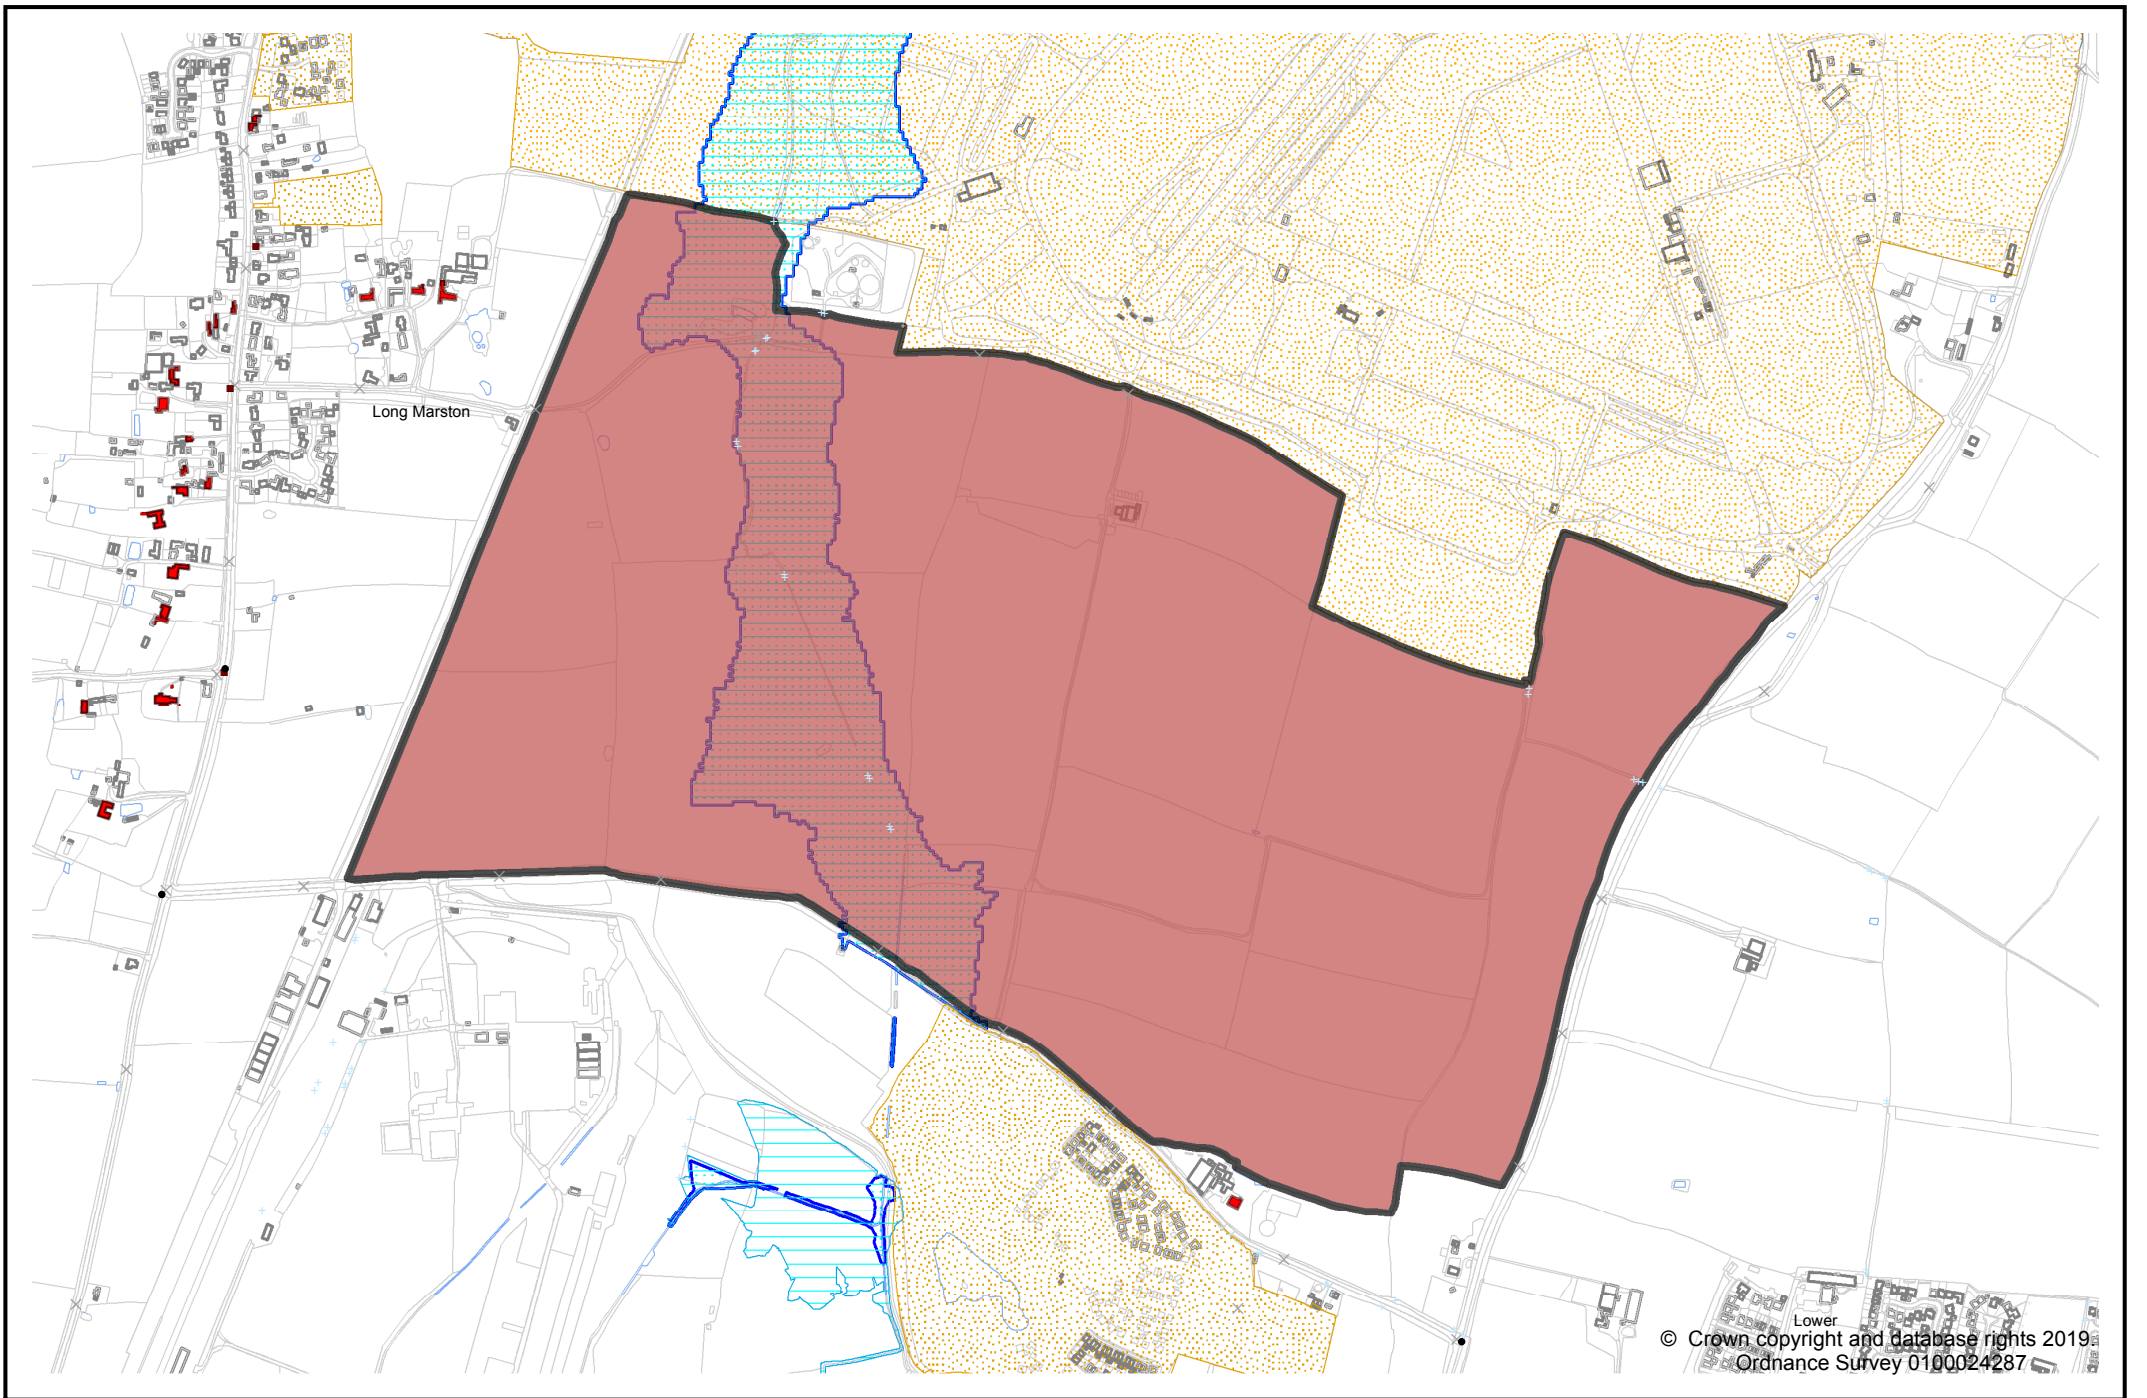 Long Marston
Lower
© Crown copyright and database rights 2019.
Ordnance Survey 0100024287